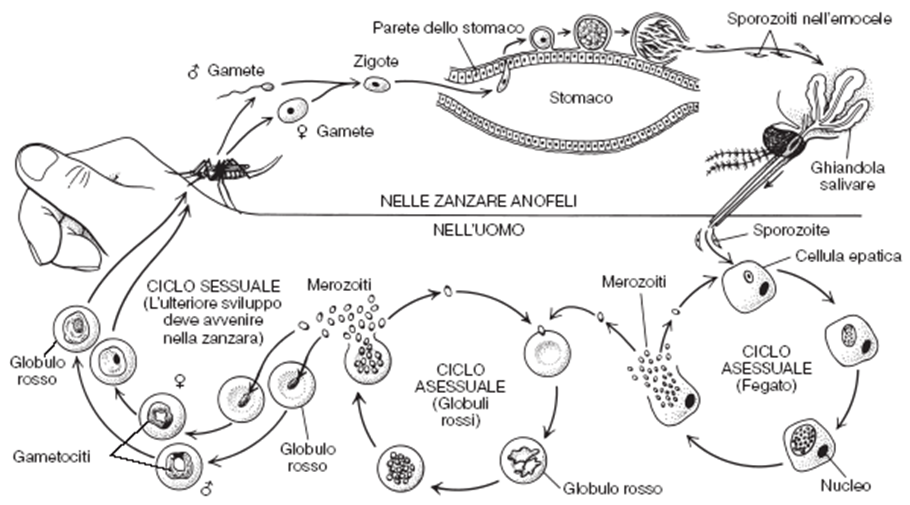 Parete dello stomaco
Sporozoiti nell'emocele
♂ Gamete
Zigote
♀ Gamete
Stomaco
Ghiandola
salivare
NELLE ZANZARE ANOFELI
NELL'UOMO
Sporozoite
Cellula epatica
CICLO SESSUALE
(L'ulteriore sviluppo
deve avvenire
nella zanzara)
Merozoiti
Merozoiti
Globulo
rosso
CICLO
ASESSUALE
(Globuli
rossi)
CICLO
ASESSUALE
(Fegato)
♀
Gametociti
♂
Globulo
rosso
Globulo rosso
Nucleo